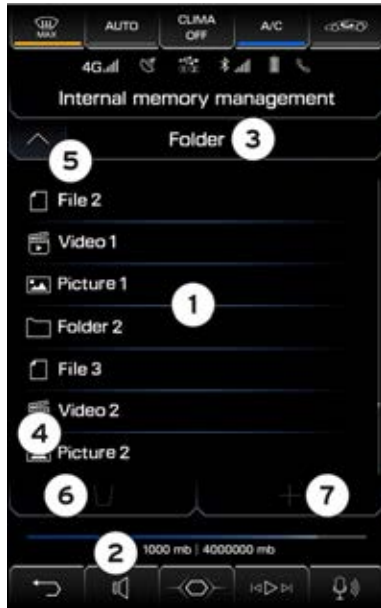 MAX
AUTO
CLIMA
OFF
A/C
4G
Internal memory management
Folder 3
5
File 2
Video 1
Picture 1
1
Folder 2
File 3
Video 2
4
Picture 2
6
7
2
1000 mb | 4000000 mb